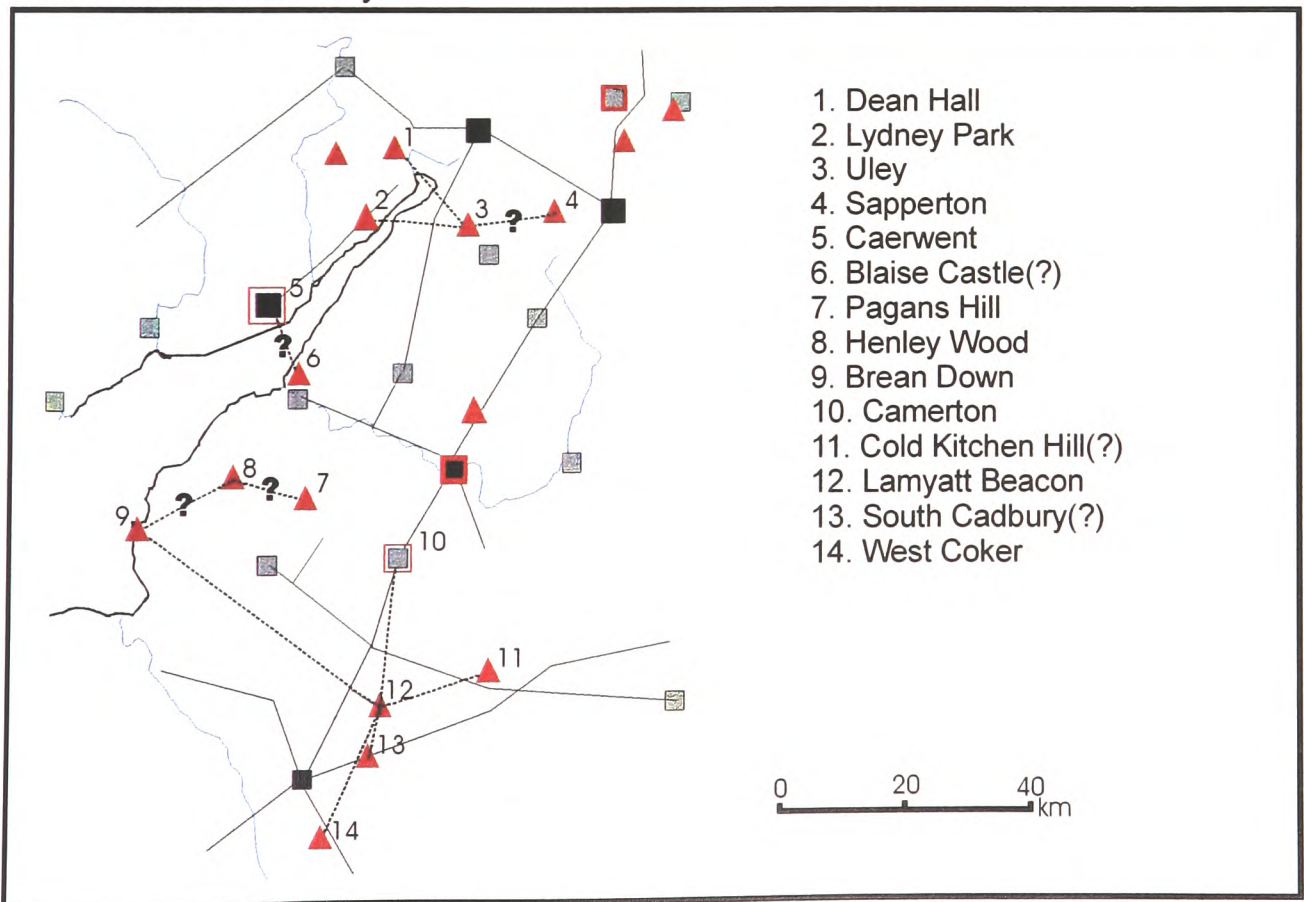 1
2
3
?
4
5
?
6
8
?
7
?
9
10
11
12
13
14
1. Dean Hall
2. Lydney Park
3. Uley
4. Sapperton
5. Caerwent
6. Blaise Castle(?)
7. Pagans Hill
8. Henley Wood
9. Brean Down
10. Camerton
11. Cold Kitchen Hill(?)
12. Lamyatt Beacon
13. South Cadbury(?)
14. West Coker
0 20 40
km